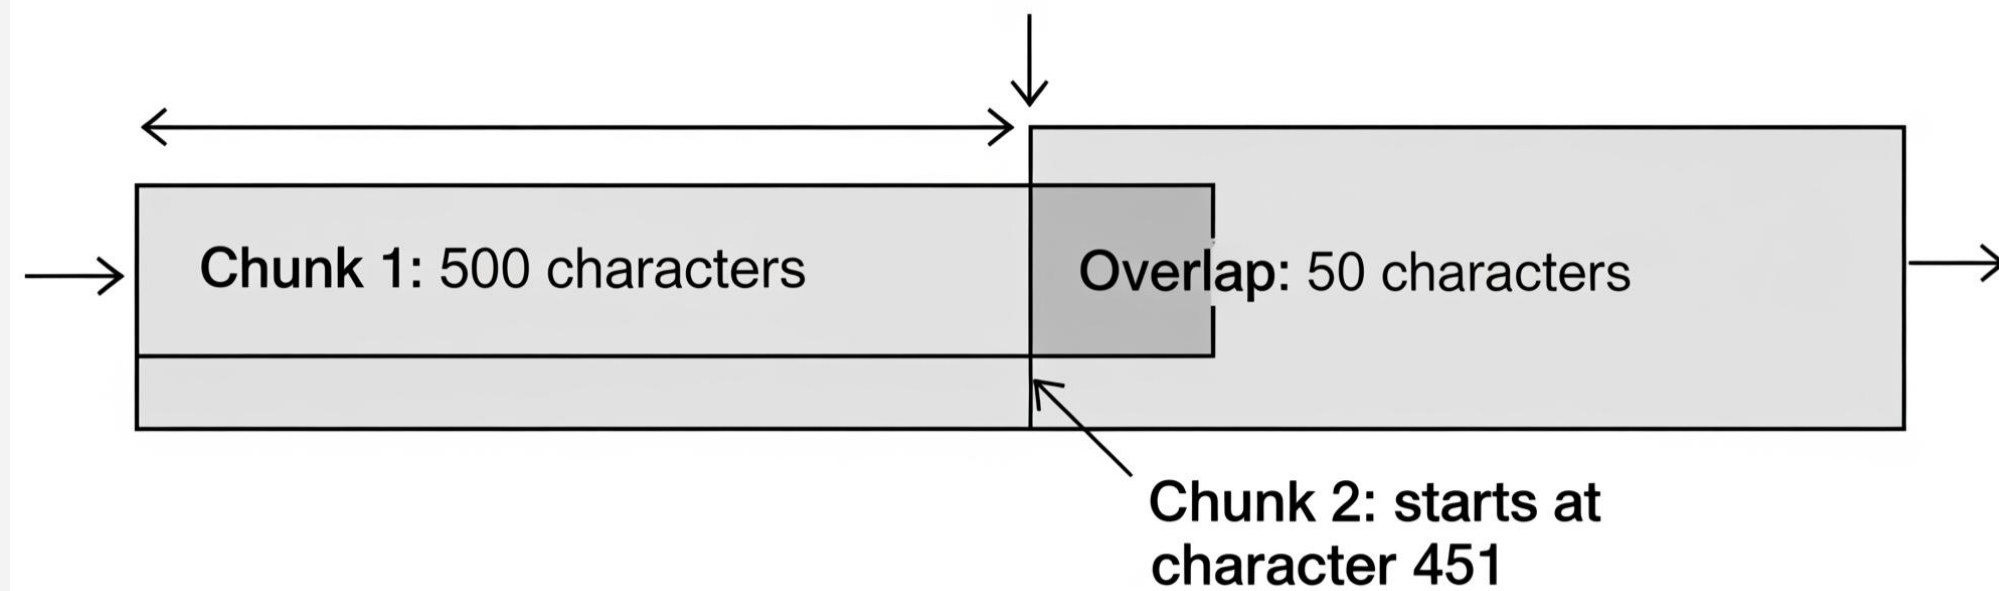 Chunk 1: 500 characters
Overlap: 50 characters
Chunk 2: starts at
character 451